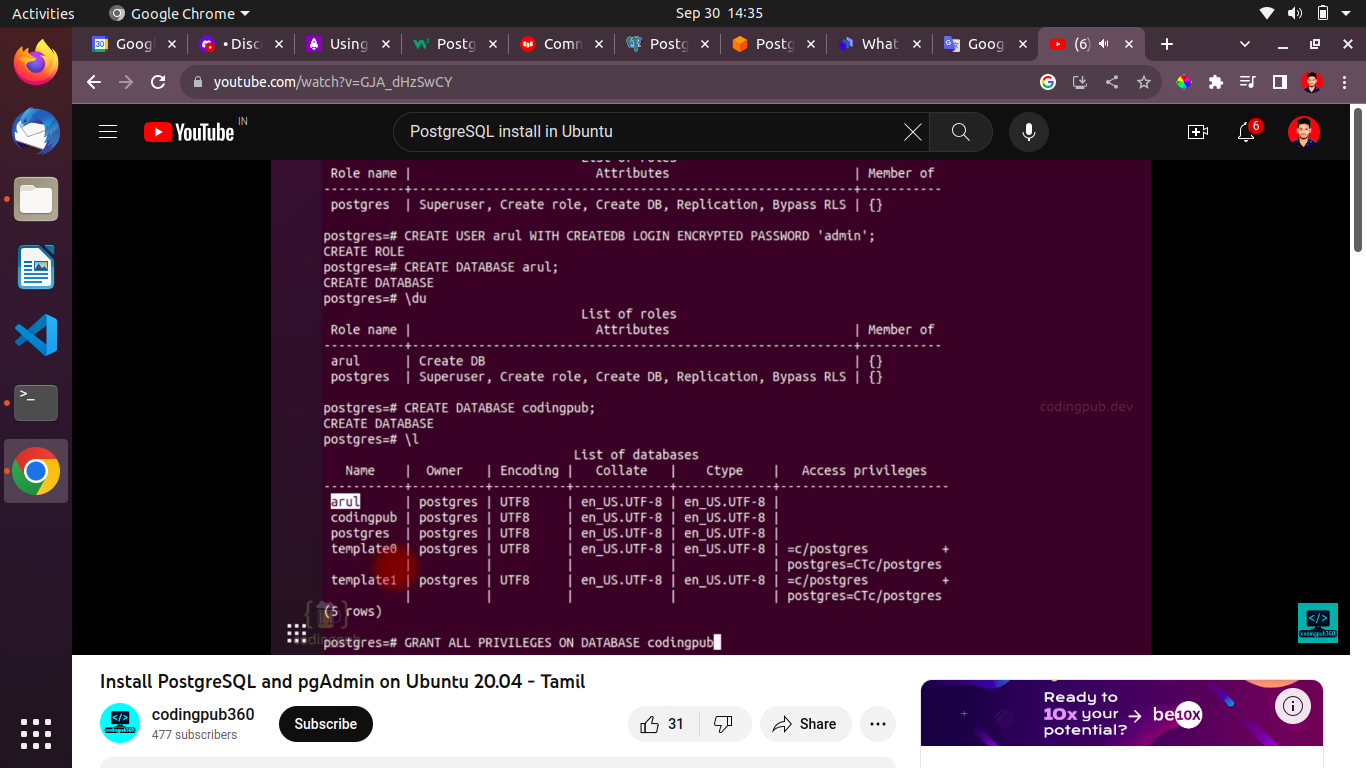 Activities Google Chrome Sep 30 14:35
Goog × • Disc × Using × Postg × Comn × Postg × Postg × What × Goog × (6) ×
youtube.com/watch?v=GJA_dHzSwCY
YouTube IN PostgreSQL install in Ubuntu 6
List of roles
Role name | Attributes | Member of
-----------+------------------------------------------------------------+-----------
postgres | Superuser, Create role, Create DB, Replication, Bypass RLS | {}
postgres=# CREATE USER arul WITH CREATEDB LOGIN ENCRYPTED PASSWORD 'admin';
CREATE ROLE
postgres=# CREATE DATABASE arul;
CREATE DATABASE
postgres=# \du
List of roles
Role name | Attributes | Member of
-----------+------------------------------------------------------------+-----------
arul | Create DB | {}
postgres | Superuser, Create role, Create DB, Replication, Bypass RLS | {}
postgres=# CREATE DATABASE codingpub;
codingpub.dev
CREATE DATABASE
postgres=# \l
List of databases
Name | Owner | Encoding | Collate | Ctype | Access privileges
-----------+----------+----------+-------------+-------------+-----------------------
arul | postgres | UTF8 | en_US.UTF-8 | en_US.UTF-8 |
codingpub | postgres | UTF8 | en_US.UTF-8 | en_US.UTF-8 |
postgres | postgres | UTF8 | en_US.UTF-8 | en_US.UTF-8 |
template0 | postgres | UTF8 | en_US.UTF-8 | en_US.UTF-8 | =c/postgres +
| | | | | postgres=CTc/postgres
template1 | postgres | UTF8 | en_US.UTF-8 | en_US.UTF-8 | =c/postgres +
| | | | | postgres=CTc/postgres
(5 rows)
codingpub360
postgres=# GRANT ALL PRIVILEGES ON DATABASE codingpub
Install PostgreSQL and pgAdmin on Ubuntu 20.04 - Tamil
codingpub360
477 subscribers
Subscribe
31
Share
Ready to
10x your
potential?
be10X